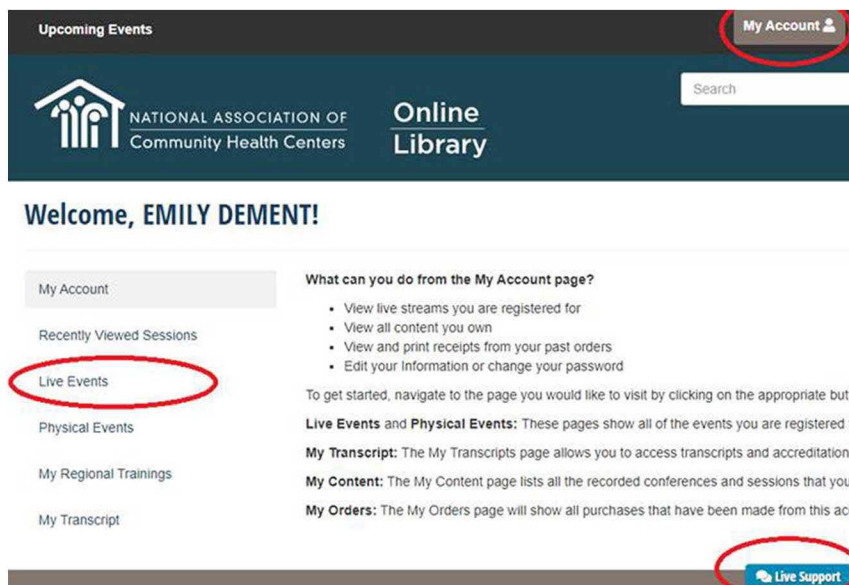 Upcoming Events
My Account
Search
NATIONAL ASSOCIATION OF
Community Health Centers
Online
Library
Welcome, EMILY DEMENT!
My Account
Recently Viewed Sessions
Live Events
Physical Events
My Regional Trainings
My Transcript
What can you do from the My Account page?
• View live streams you are registered for
• View all content you own
• View and print receipts from your past orders
• Edit your Information or change your password
To get started, navigate to the page you would like to visit by clicking on the appropriate but
Live Events and Physical Events: These pages show all of the events you are registered
My Transcript: The My Transcripts page allows you to access transcripts and accreditation
My Content: The My Content page lists all the recorded conferences and sessions that you
My Orders: The My Orders page will show all purchases that have been made from this ac
Live Support